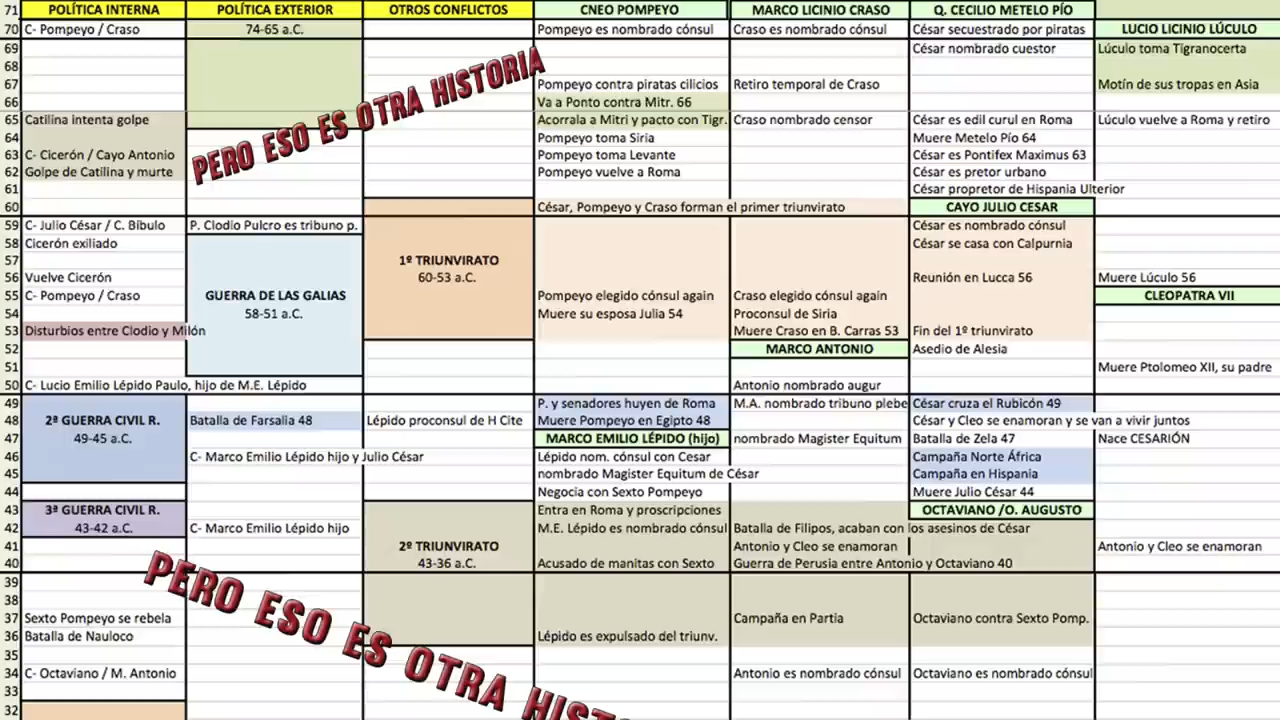 71 POLÍTICA INTERNA POLÍTICA EXTERIOR OTROS CONFLICTOS CNEO POMPEYO MARCO LICINIO CRASO Q. CECILIO METELO PÍO
70 C- Pompeyo / Craso 74-65 a.C. Pompeyo es nombrado cónsul Craso es nombrado cónsul César secuestrado por piratas LUCIO LICINIO LÚCULO
69 César nombrado cuestor Lúculo toma Tigranocerta
68
67 Pompeyo contra piratas cilicios Retiro temporal de Craso Motín de sus tropas en Asia
66 Va a Ponto contra Mitr. 66
65 Catilina intenta golpe Acorrala a Mitri y pacto con Tigr. Craso nombrado censor César es edil curul en Roma Lúculo vuelve a Roma y retiro
64 Pompeyo toma Siria Muere Metelo Pío 64
63 C- Cicerón / Cayo Antonio Pompeyo toma Levante César es Pontifex Maximus 63
62 Golpe de Catilina y murte Pompeyo vuelve a Roma César es pretor urbano
61 César propretor de Hispania Ulterior
60 César, Pompeyo y Craso forman el primer triunvirato CAYO JULIO CESAR
59 C- Julio César / C. Bíbulo P. Clodio Pulcro es tribuno p. César es nombrado cónsul
58 Cicerón exiliado César se casa con Calpurnia
57 1º TRIUNVIRATO
56 Vuelve Cicerón 60-53 a.C. Reunión en Lucca 56 Muere Lúculo 56
55 C- Pompeyo / Craso GUERRA DE LAS GALIAS Pompeyo elegido cónsul again Craso elegido cónsul again CLEOPATRA VII
54 58-51 a.C. Muere su esposa Julia 54 Proconsul de Siria
53 Disturbios entre Clodio y Milón Muere Craso en B. Carras 53 Fin del 1º triunvirato
52 MARCO ANTONIO Asedio de Alesia
51 Muere Ptolomeo XII, su padre
50 C- Lucio Emilio Lépido Paulo, hijo de M.E. Lépido Antonio nombrado augur
49 2ª GUERRA CIVIL R. P. y senadores huyen de Roma M.A. nombrado tribuno plebe César cruza el Rubicón 49
48 49-45 a.C. Batalla de Farsalia 48 Lépido proconsul de H Cite Muere Pompeyo en Egipto 48 César y Cleo se enamoran y se van a vivir juntos
47 MARCO EMILIO LÉPIDO (hijo) nombrado Magister Equitum Batalla de Zela 47 Nace CESARIÓN
46 C- Marco Emilio Lépido hijo y Julio César Lépido nom. cónsul con Cesar Campaña Norte África
45 nombrado Magister Equitum de César Campaña en Hispania
44 Negocia con Sexto Pompeyo Muere Julio César 44
43 3ª GUERRA CIVIL R. Entra en Roma y proscripciones OCTAVIANO /O. AUGUSTO
42 43-42 a.C. C- Marco Emilio Lépido hijo M.E. Lépido es nombrado cónsul Batalla de Filipos, acaban con los asesinos de César
41 2º TRIUNVIRATO Antonio y Cleo se enamoran Antonio y Cleo se enamoran
40 43-36 a.C. Acusado de manitas con Sexto Guerra de Perusia entre Antonio y Octaviano 40
39
38
37 Sexto Pompeyo se rebela Campaña en Partia Octaviano contra Sexto Pomp.
36 Batalla de Nauloco Lépido es expulsado del triunv.
35
34 C- Octaviano / M. Antonio Antonio es nombrado cónsul Octaviano es nombrado cónsul
33
32
PERO ESO ES OTRA HISTORIA
PERO ESO ES OTRA HIST